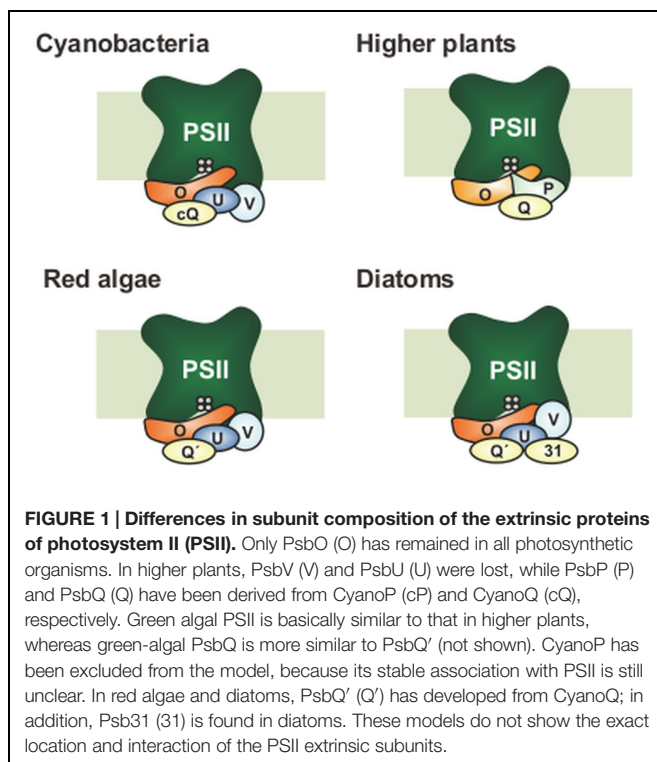 Cyanobacteria
PSII
O
U
V
cQ
Higher plants
PSII
O
P
Q
Red algae
PSII
O
U
V
Q´
Diatoms
PSII
O
V
U
Q´
31
FIGURE 1 | Differences in subunit composition of the extrinsic proteins
of photosystem II (PSII). Only PsbO (O) has remained in all photosynthetic
organisms. In higher plants, PsbV (V) and PsbU (U) were lost, while PsbP (P)
and PsbQ (Q) have been derived from CyanoP (cP) and CyanoQ (cQ),
respectively. Green algal PSII is basically similar to that in higher plants,
whereas green-algal PsbQ is more similar to PsbQ′ (not shown). CyanoP has
been excluded from the model, because its stable association with PSII is still
unclear. In red algae and diatoms, PsbQ′ (Q′) has developed from CyanoQ; in
addition, Psb31 (31) is found in diatoms. These models do not show the exact
location and interaction of the PSII extrinsic subunits.